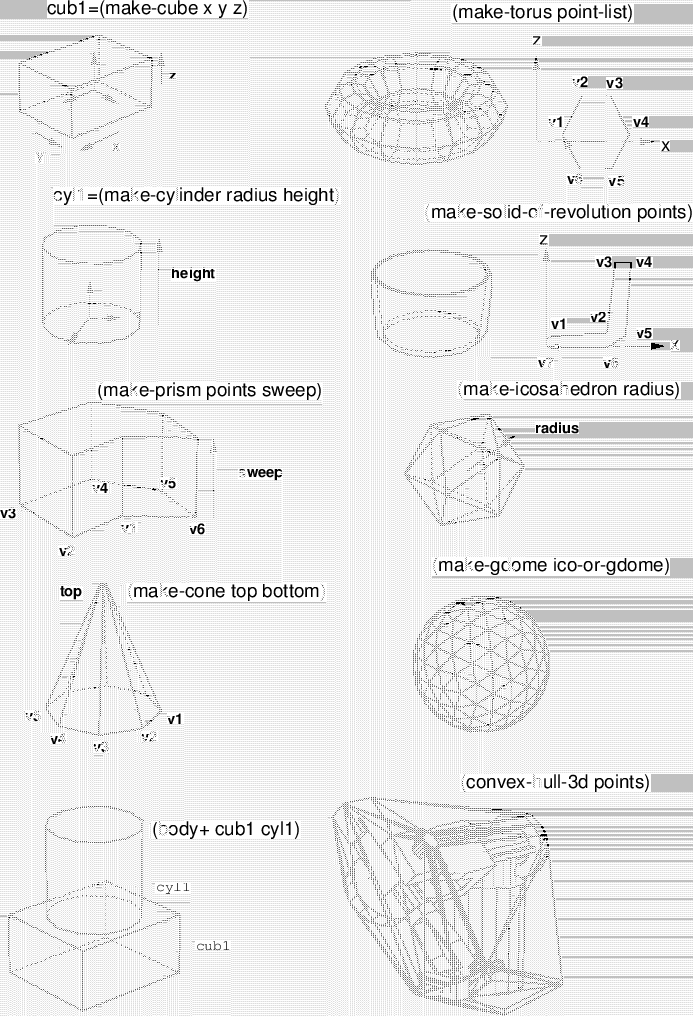 cub1=(make-cube x y z)
z
y
x
(make-torus point-list)
z
v2 v3
v1 v4
x
v6 v5
cyl1=(make-cylinder radius height)
height
(make-solid-of-revolution points)
z
v3 v4
v1 v2
v5
x
v7 v6
(make-prism points sweep)
sweep
v4 v5
v3
v1 v6
v2
(make-icosahedron radius)
radius
(make-cone top bottom)
top
v5 v1
v4 v3 v2
(make-gdome ico-or-gdome)
(body+ cub1 cyl1)
cyl1
cub1
(convex-hull-3d points)